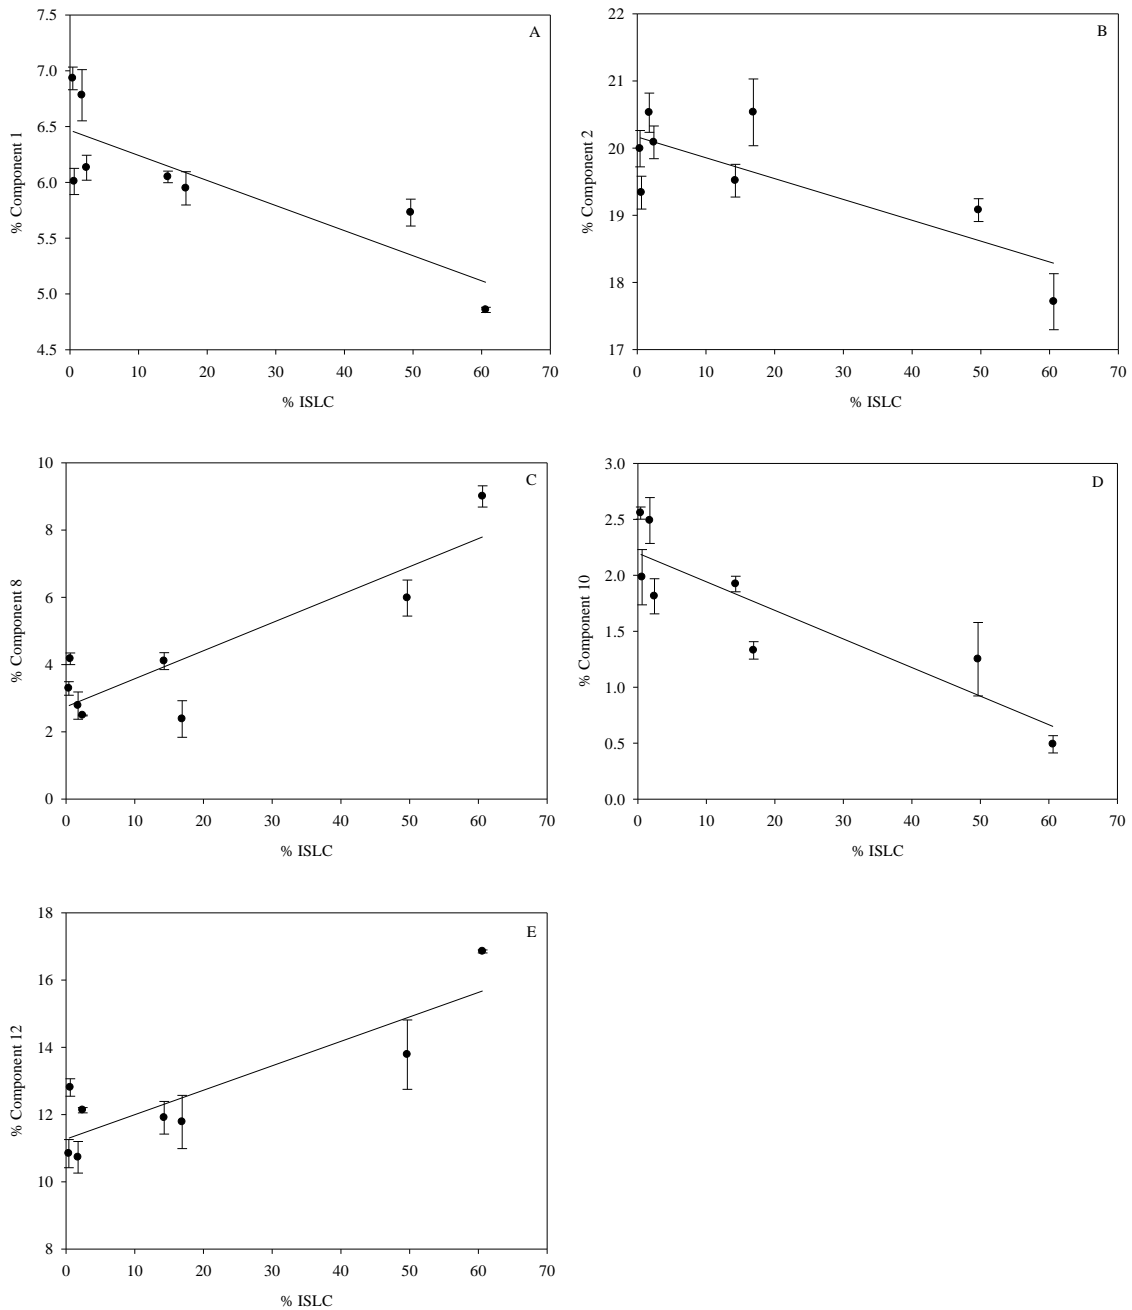 A
% Component 1
7.5
7.0
6.5
6.0
5.5
5.0
4.5
0 10 20 30 40 50 60 70
% ISLC
B
% Component 2
22
21
20
19
18
17
0 10 20 30 40 50 60 70
% ISLC
C
% Component 8
10
8
6
4
2
0
0 10 20 30 40 50 60 70
% ISLC
D
% Component 10
3.0
2.5
2.0
1.5
1.0
0.5
0.0
0 10 20 30 40 50 60 70
% ISLC
E
% Component 12
18
16
14
12
10
8
0 10 20 30 40 50 60 70
% ISLC